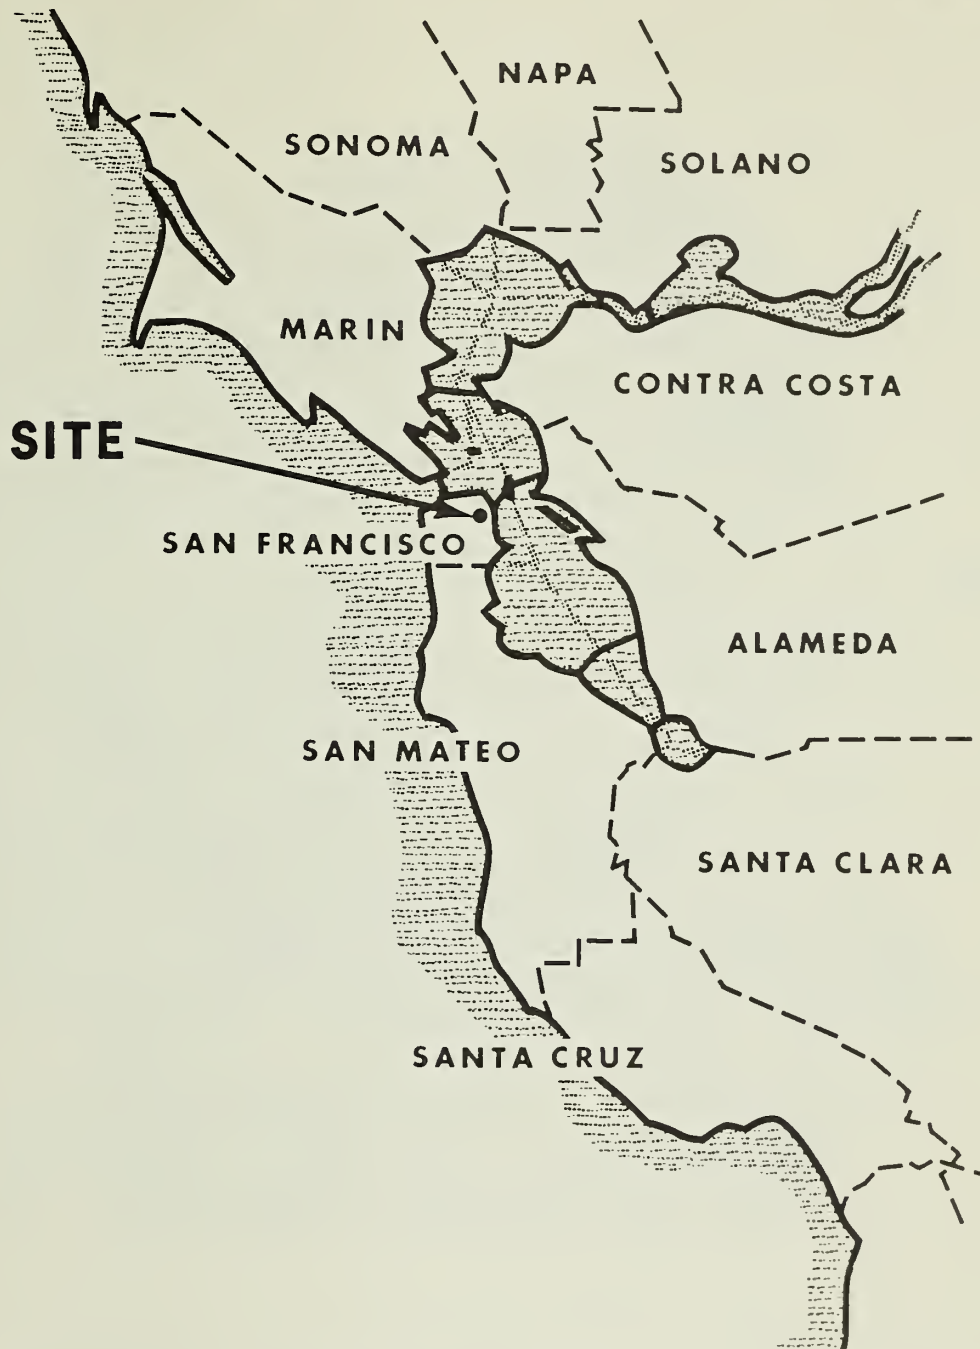 NAPA
SONOMA
SOLANO
MARIN
CONTRA COSTA
SITE
SAN FRANCISCO
ALAMEDA
SAN MATEO
SANTA CLARA
SANTA CRUZ